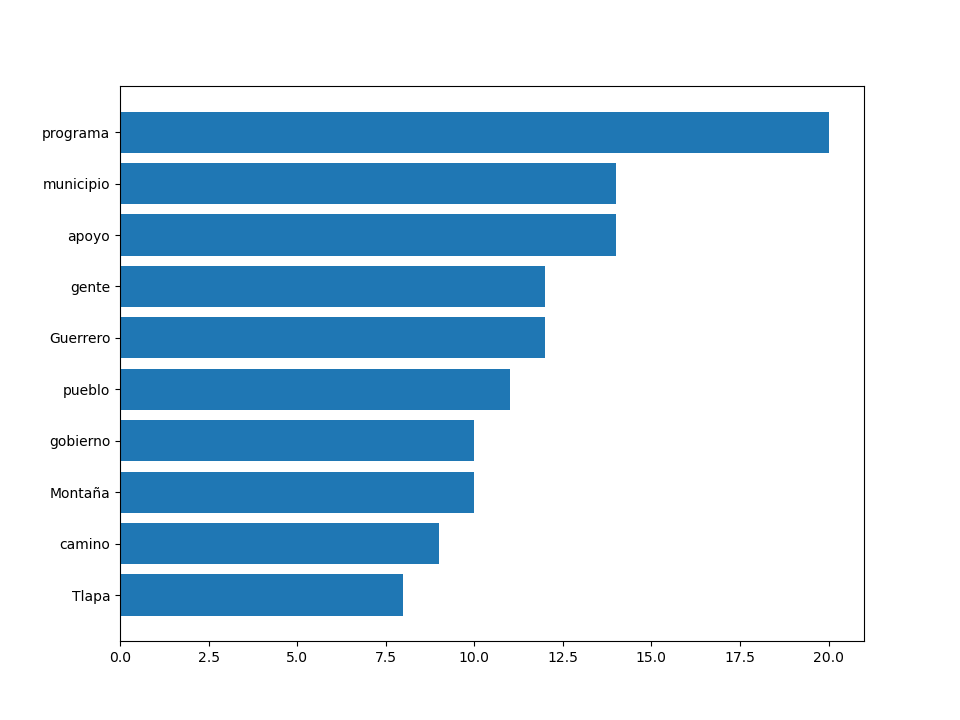 programa
municipio
apoyo
gente
Guerrero
pueblo
gobierno
Montaña
camino
Tlapa
0.0 2.5 5.0 7.5 10.0 12.5 15.0 17.5 20.0